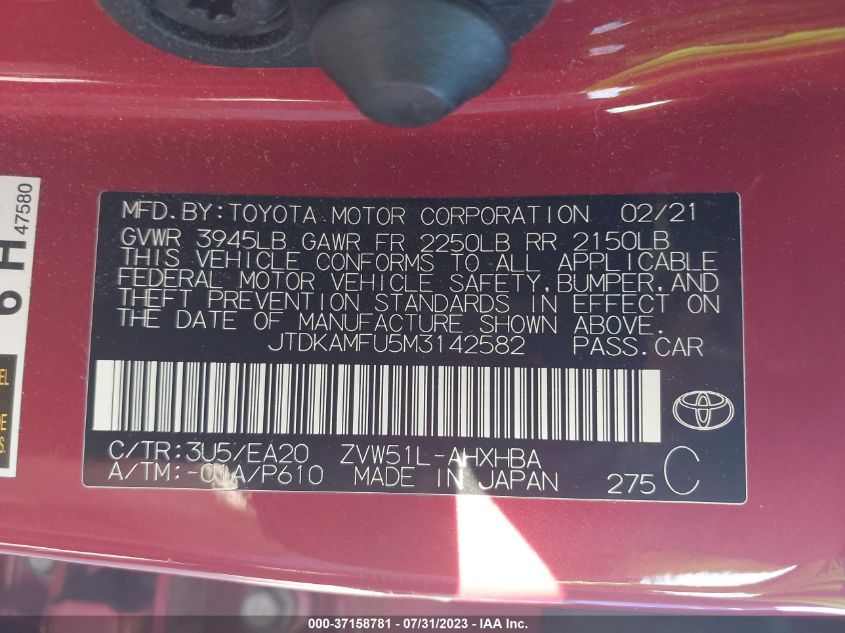 MFD.BY:TOYOTA MOTOR CORPORATION 02/21
GVWR 3945LB GAWR FR 2250LB RR 2150LB
THIS VEHICLE CONFORMS TO ALL APPLICABLE
FEDERAL MOTOR VEHICLE SAFETY,BUMPER,AND
THEFT PREVENTION STANDARDS IN EFFECT ON
THE DATE OF MANUFACTURE SHOWN ABOVE.
JTDKAMFU5M3142582 PASS.CAR
C/TR:3U5/EA20 ZVW51L-AHXHBA
A/TM:-01A/P610 MADE IN JAPAN 275 C
47580
6 H
000-37158781 - 07/31/2023 - IAAI Inc.